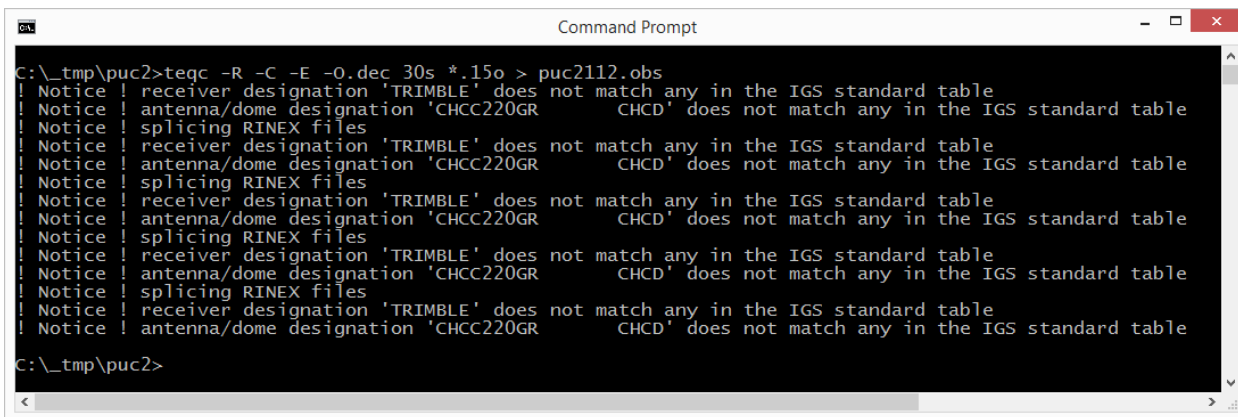 Command Prompt
C:\_tmp\puc2>teqc -R -C -E -O.dec 30s *.15o > puc2112.obs
! Notice ! receiver designation 'TRIMBLE' does not match any in the IGS standard table
! Notice ! antenna/dome designation 'CHCC220GR       CHCD' does not match any in the IGS standard table
! Notice ! splicing RINEX files
! Notice ! receiver designation 'TRIMBLE' does not match any in the IGS standard table
! Notice ! antenna/dome designation 'CHCC220GR       CHCD' does not match any in the IGS standard table
! Notice ! splicing RINEX files
! Notice ! receiver designation 'TRIMBLE' does not match any in the IGS standard table
! Notice ! antenna/dome designation 'CHCC220GR       CHCD' does not match any in the IGS standard table
! Notice ! splicing RINEX files
! Notice ! receiver designation 'TRIMBLE' does not match any in the IGS standard table
! Notice ! antenna/dome designation 'CHCC220GR       CHCD' does not match any in the IGS standard table
! Notice ! splicing RINEX files
! Notice ! receiver designation 'TRIMBLE' does not match any in the IGS standard table
! Notice ! antenna/dome designation 'CHCC220GR       CHCD' does not match any in the IGS standard table
C:\_tmp\puc2>